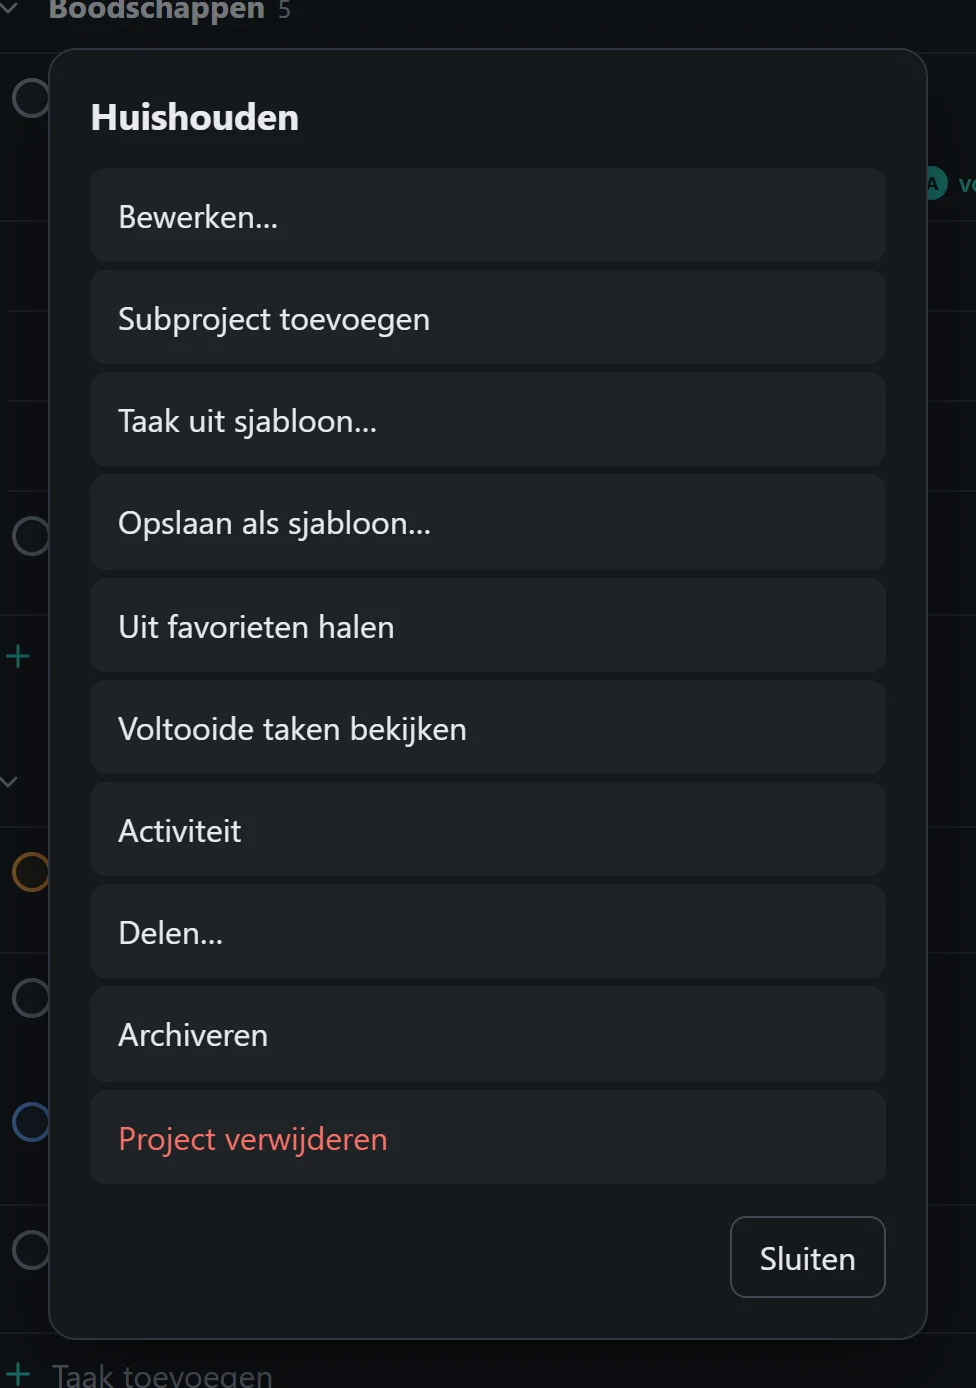 Boodschappen 5
Huishouden
Bewerken...
A
Subproject toevoegen
Taak uit sjabloon...
Opslaan als sjabloon...
Uit favorieten halen
Voltooide taken bekijken
Activiteit
Delen...
Archiveren
Project verwijderen
Sluiten
Taak toevoegen